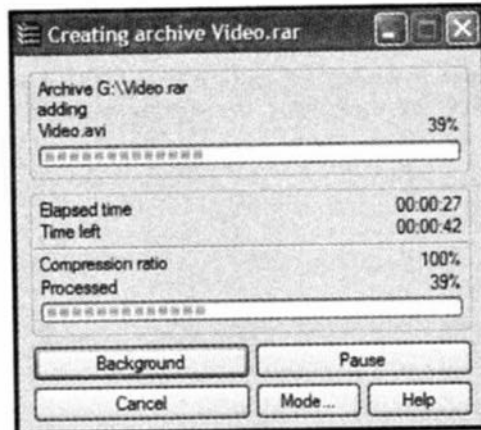 Creating archive Video.rar
Archive G:\Video.rar
adding
Video.avi 39%
Elapsed time 00:00:27
Time left 00:00:42
Compression ratio 100%
Processed 39%
Background Pause
Cancel Mode... Help